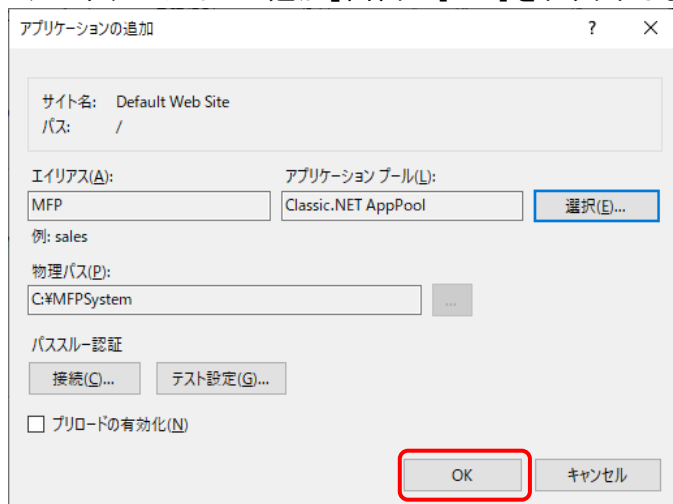 アプリケーションの追加 ? ×
サイト名: Default Web Site
パス: /
エイリアス(A): アプリケーション プール(L):
MFP Classic.NET AppPool 選択(E)...
例: sales
物理パス(P):
C:¥MFPSystem ...
パススルー認証
接続(C)... テスト設定(G)...
プリロードの有効化(N)
OK キャンセル